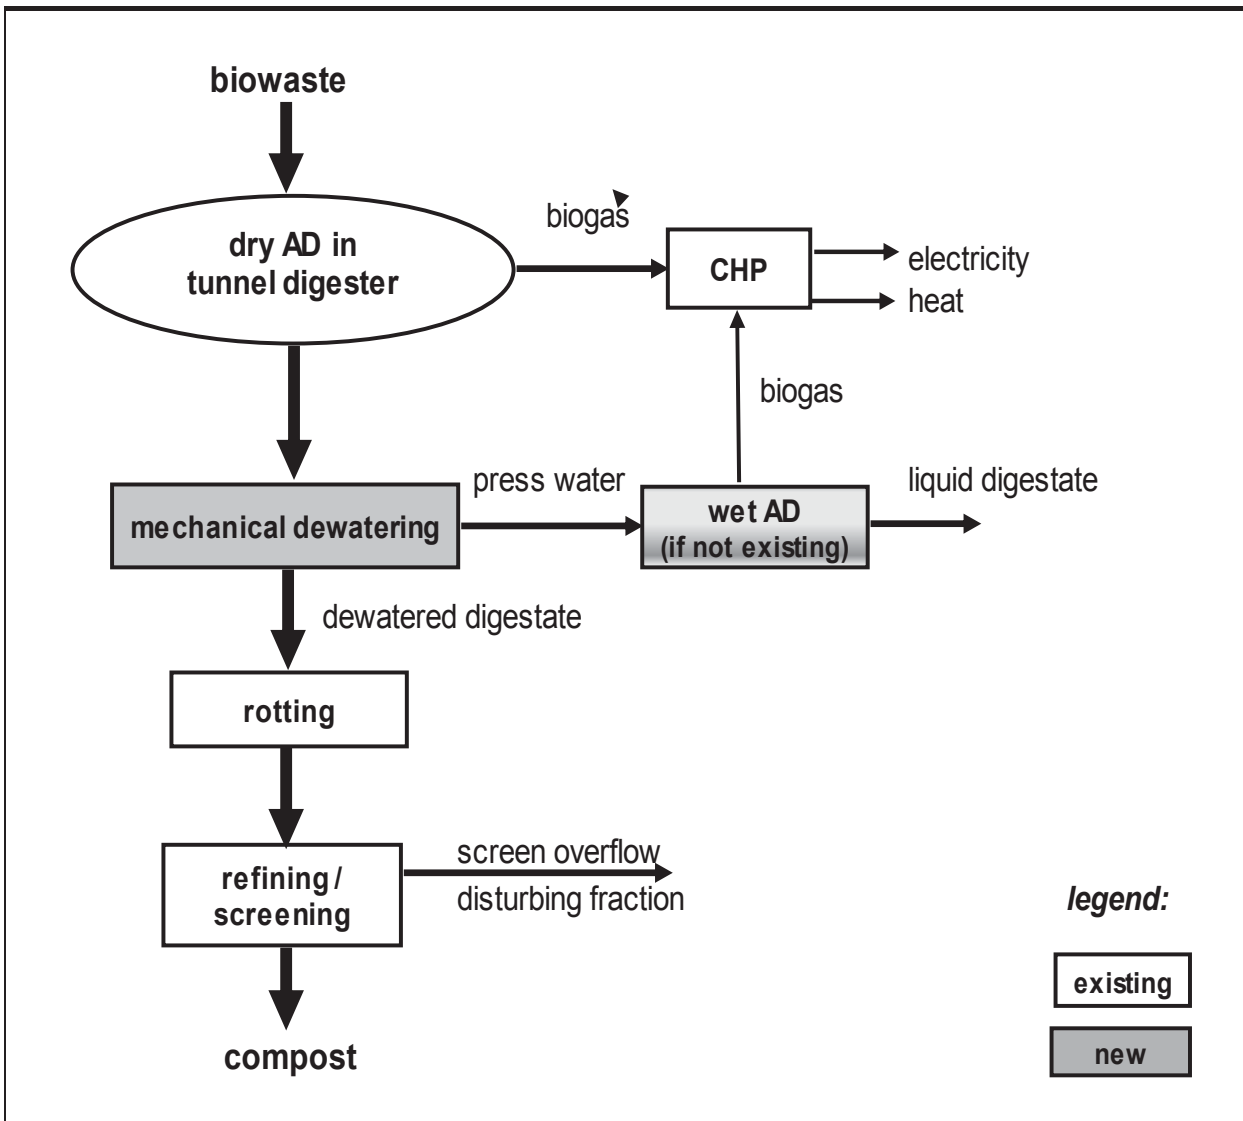 biowaste
dry AD in
tunnel digester
biogas
CHP
electricity
heat
biogas
mechanical dewatering
press water
wet AD
(if not existing)
liquid digestate
dewatered digestate
rotting
refining /
screening
screen overflow
disturbing fraction
compost
legend:
existing
new